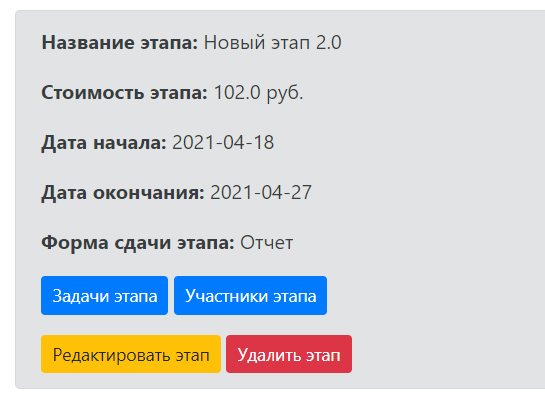 Название этапа: Новый этап 2.0
Стоимость этапа: 102.0 руб.
Дата начала: 2021-04-18
Дата окончания: 2021-04-27
Форма сдачи этапа: Отчет
Задачи этапа Участники этапа
Редактировать этап Удалить этап